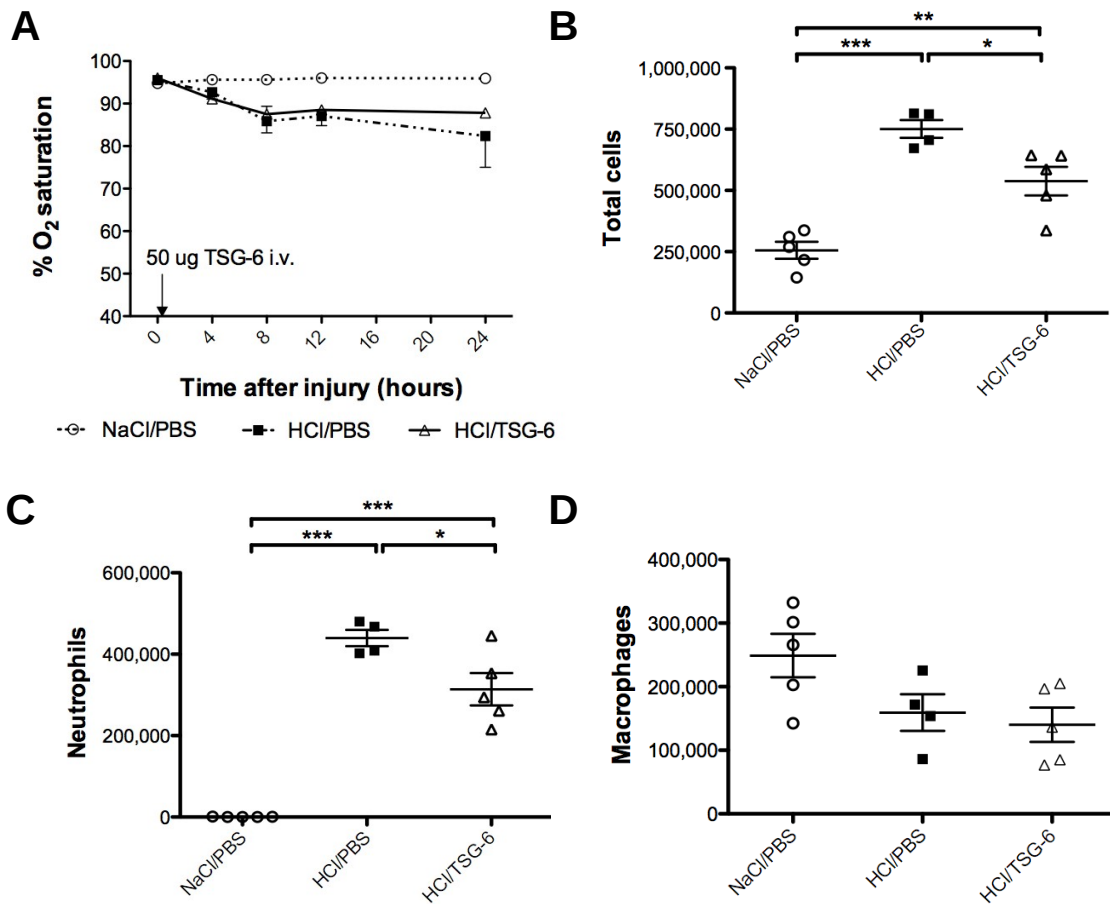 A
% O2 saturation
100
90
80
90
60
50
40
50 ug TSG-6 i.v.
0 4 8 12 16 20 24
Time after injury (hours)
NaCl/PBS HCl/PBS HCl/TSG-6
B
**
*** *
Total cells
1,000,000
750,000
500,000
250,000
0
NaCl/PBS HCl/PBS HCl/TSG-6
C
***
*** *
Neutrophils
600,000
400,000
200,000
0
NaCl/PBS HCl/PBS HCl/TSG-6
D
Macrophages
400,000
300,000
200,000
100,000
0
NaCl/PBS HCl/PBS HCl/TSG-6